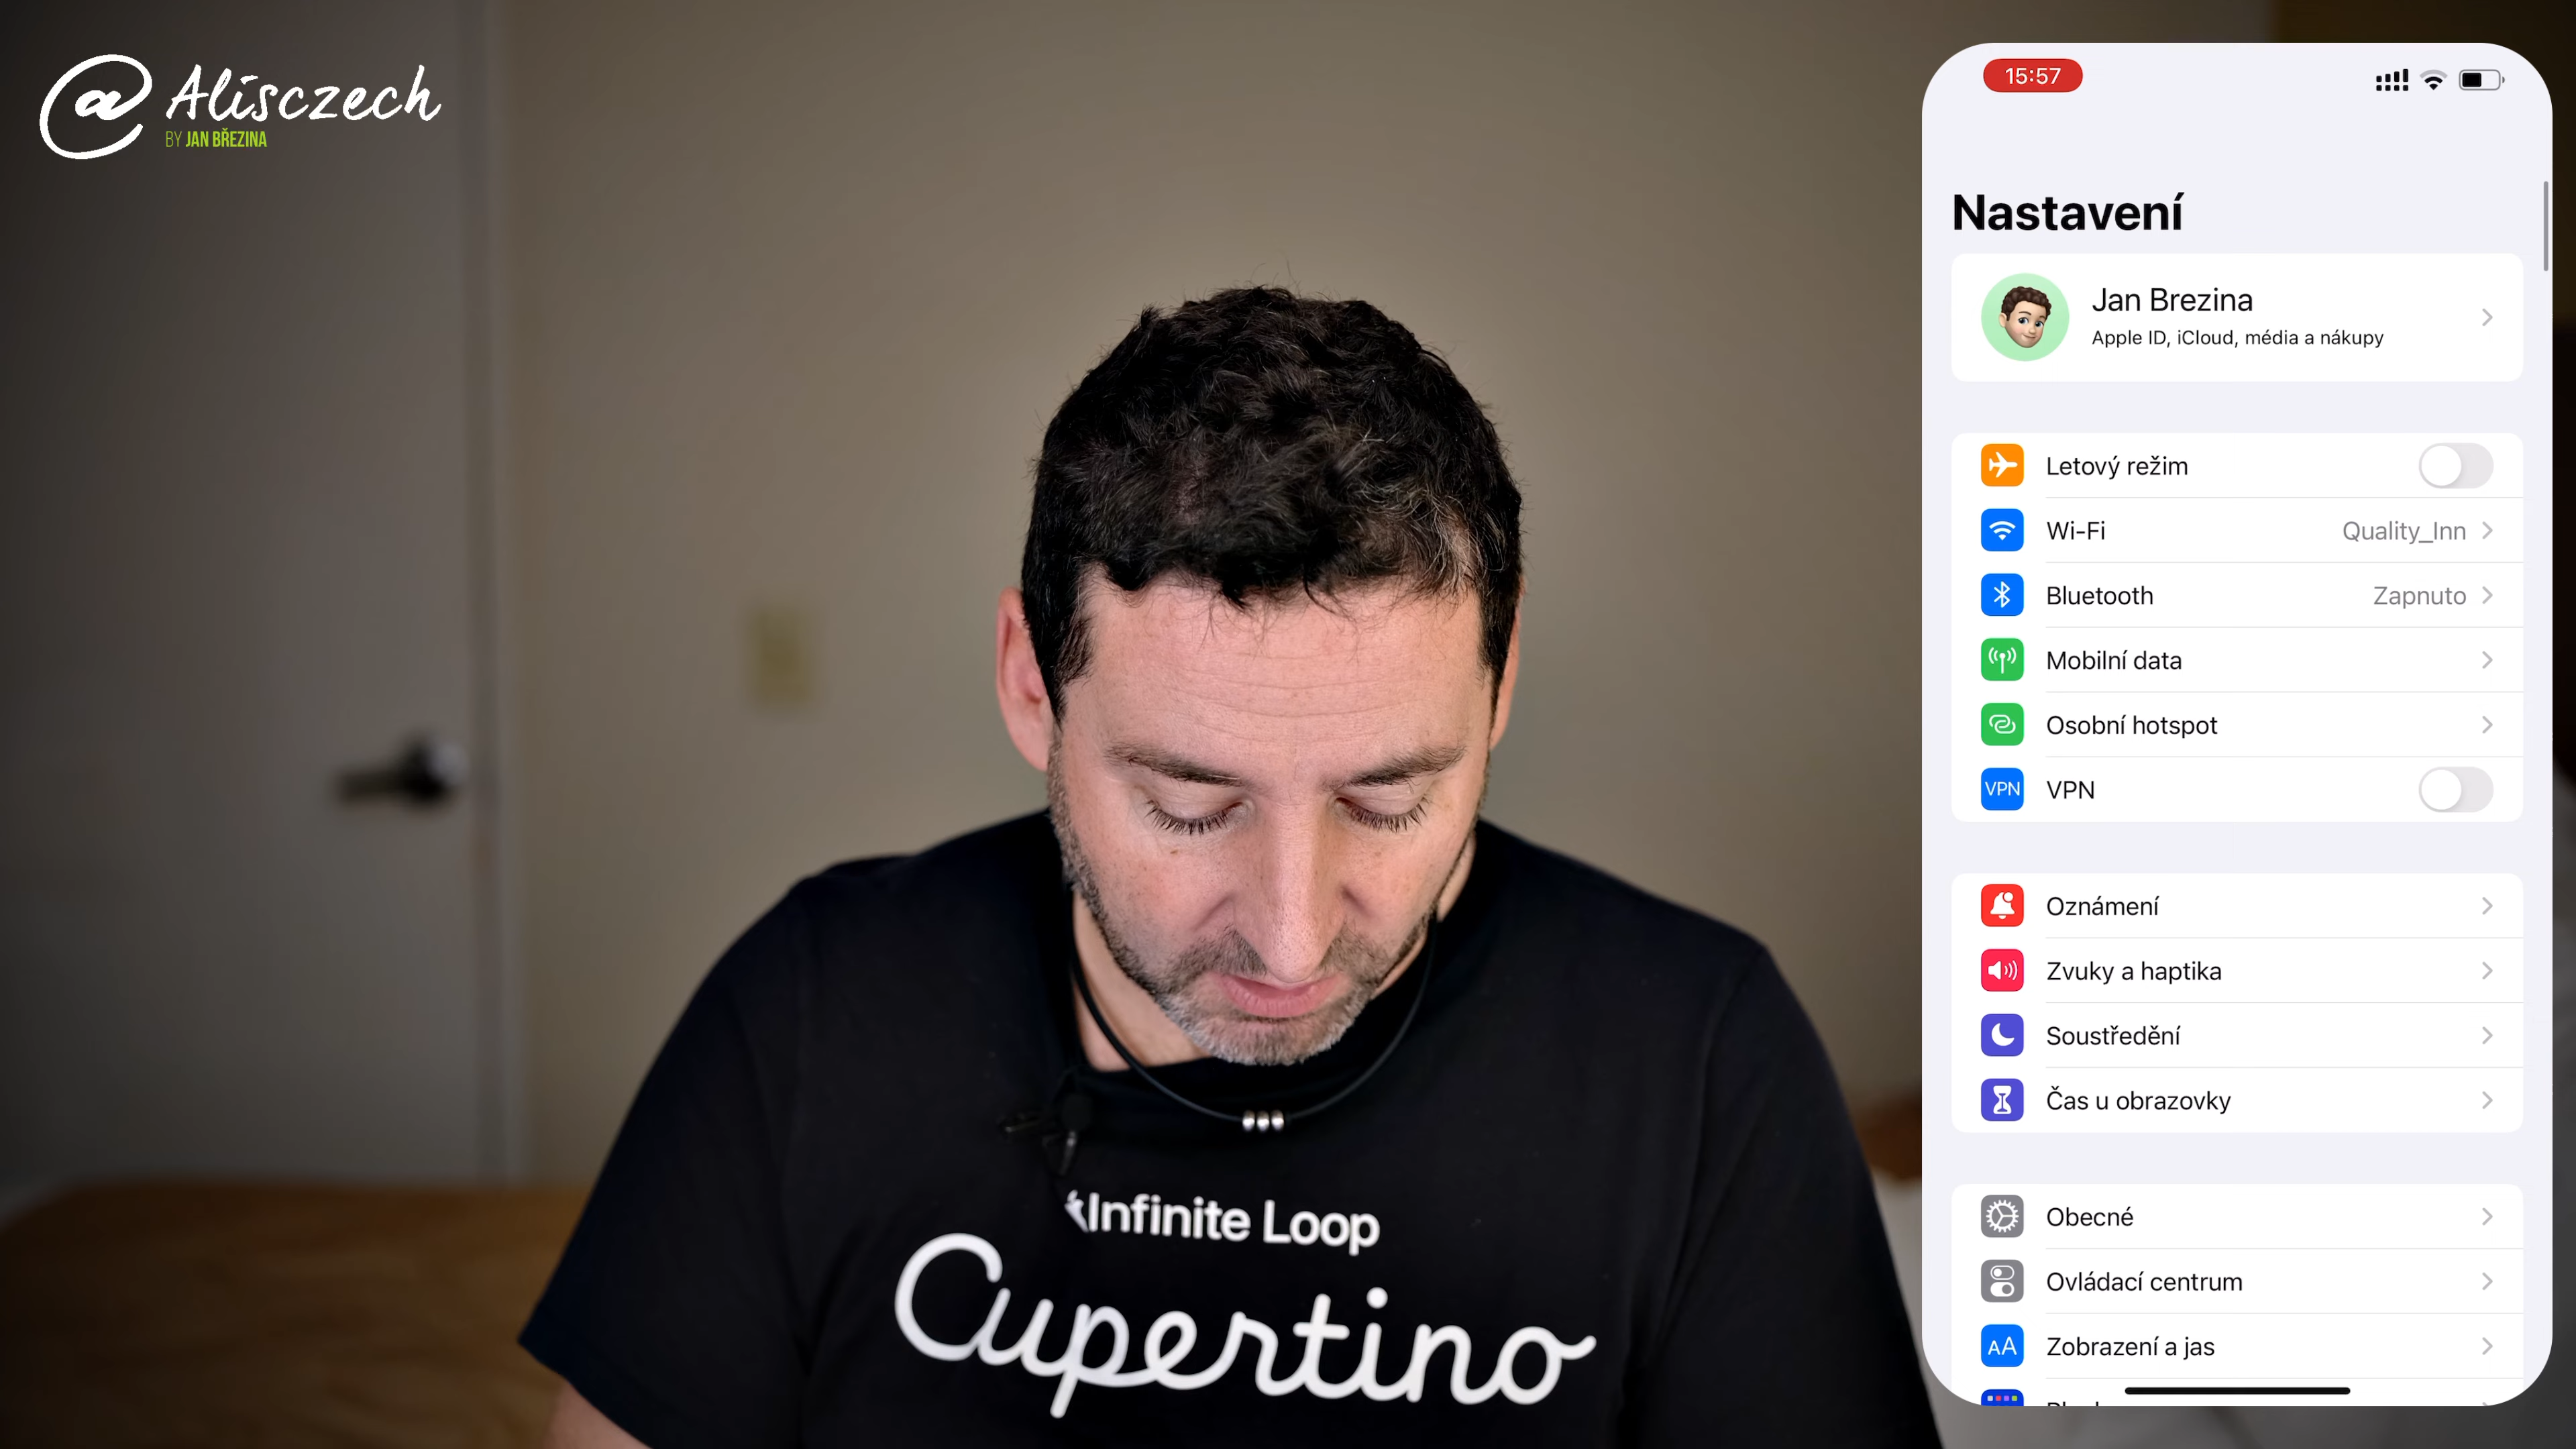 @ Alisczech
BY JAN BŘEZINA
Infinite Loop
Cupertino
15:57
Nastavení
Jan Brezina
Apple ID, iCloud, média a nákupy
Letový režim
Wi-Fi Quality_Inn
Bluetooth Zapnuto
Mobilní data
Osobní hotspot
VPN VPN
Oznámení
Zvuky a haptika
Soustředění
Čas u obrazovky
Obecné
Ovládací centrum
AA Zobrazení a jas